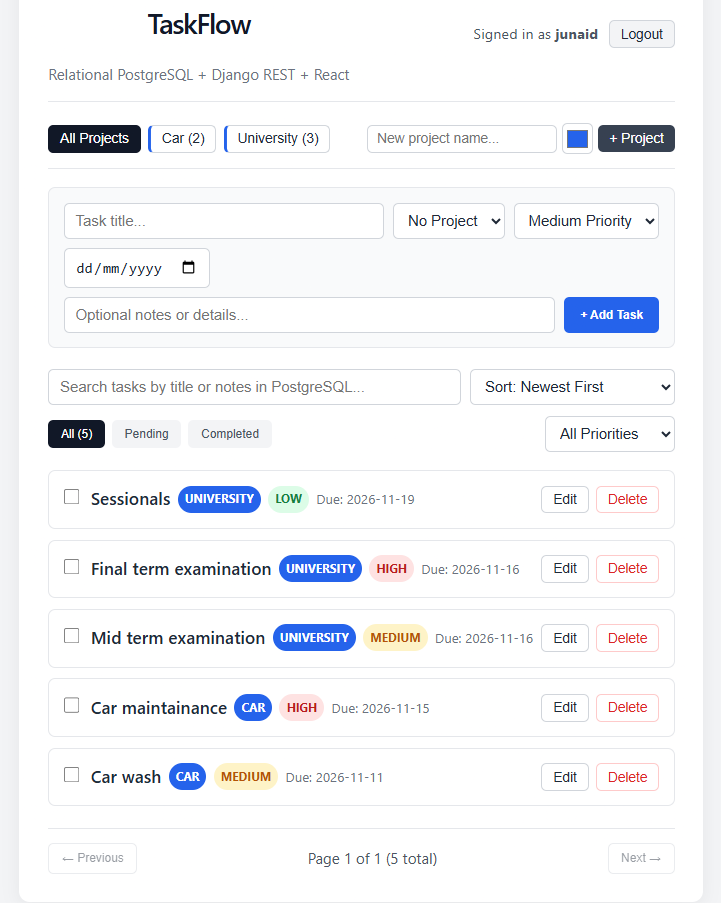 TaskFlow
Signed in as junaid Logout
Relational PostgreSQL + Django REST + React
All Projects Car (2) University (3) New project name... + Project
Task title... No Project Medium Priority
dd/mm/yyyy
Optional notes or details... + Add Task
Search tasks by title or notes in PostgreSQL... Sort: Newest First
All (5) Pending Completed All Priorities
Sessionals UNIVERSITY LOW Due: 2026-11-19 Edit Delete
Final term examination UNIVERSITY HIGH Due: 2026-11-16 Edit Delete
Mid term examination UNIVERSITY MEDIUM Due: 2026-11-16 Edit Delete
Car maintainance CAR HIGH Due: 2026-11-15 Edit Delete
Car wash CAR MEDIUM Due: 2026-11-11 Edit Delete
← Previous Page 1 of 1 (5 total) Next →